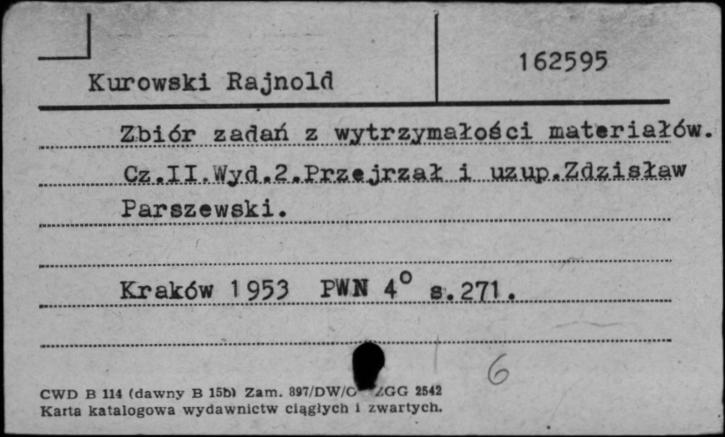 162595
Kurowski Rajnold
Zbiór zadań z wytrzymałości materiałów.
Cz.II.Wyd.2.Przejrzał i uzup.Zdzisław
Parszewski.
Kraków 1953 PWN 4° s.271.
6
CWD B 114 (dawny B 15b) Zam. 897/DW/ ZGG 2542
Karta katalogowa wydawnictw ciągłych i zwartych.